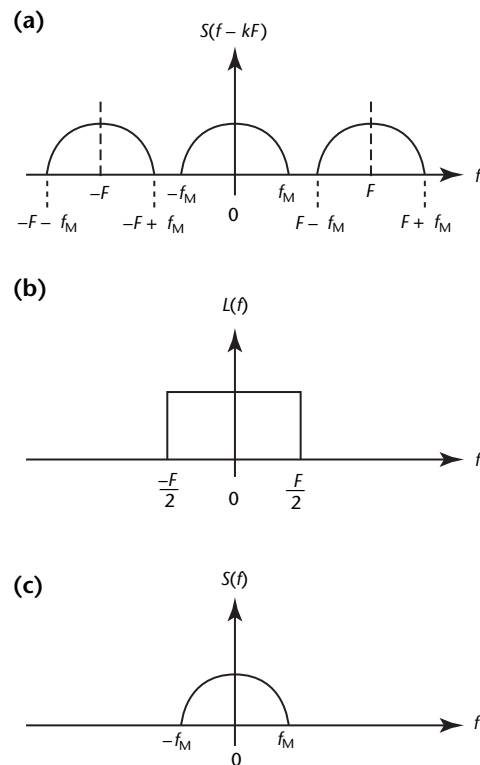 (a)
S(f – kF)
f
–F
–f_M
f_M
F
–F – f_M
–F + f_M
0
F – f_M
F + f_M
(b)
L(f)
f
–F/2
0
F/2
(c)
S(f)
f
–f_M
f_M
0